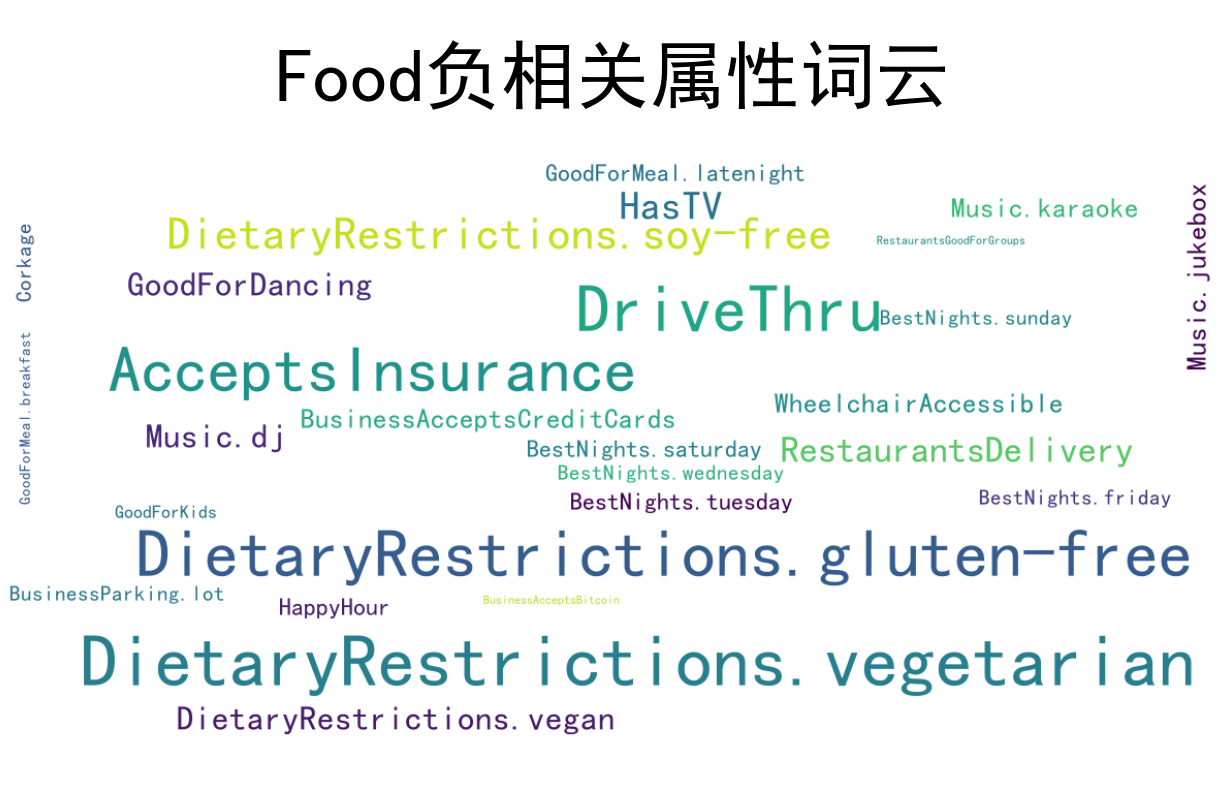 Food负相关属性词云
GoodForMeal.latenight
HasTV
Music.karaoke
DietaryRestrictions.soy-free
RestaurantsGoodForGroups
Music.jukebox
Corkage
GoodForDancing
DriveThru
BestNights.sunday
AcceptsInsurance
GoodForMeal.breakfast
WheelchairAccessible
BusinessAcceptsCreditCards
Music.dj
BestNights.saturday
RestaurantsDelivery
BestNights.wednesday
BestNights.tuesday
BestNights.friday
GoodForKids
DietaryRestrictions.gluten-free
BusinessParking.lot
HappyHour
BusinessAcceptsBitcoin
DietaryRestrictions.vegetarian
DietaryRestrictions.vegan